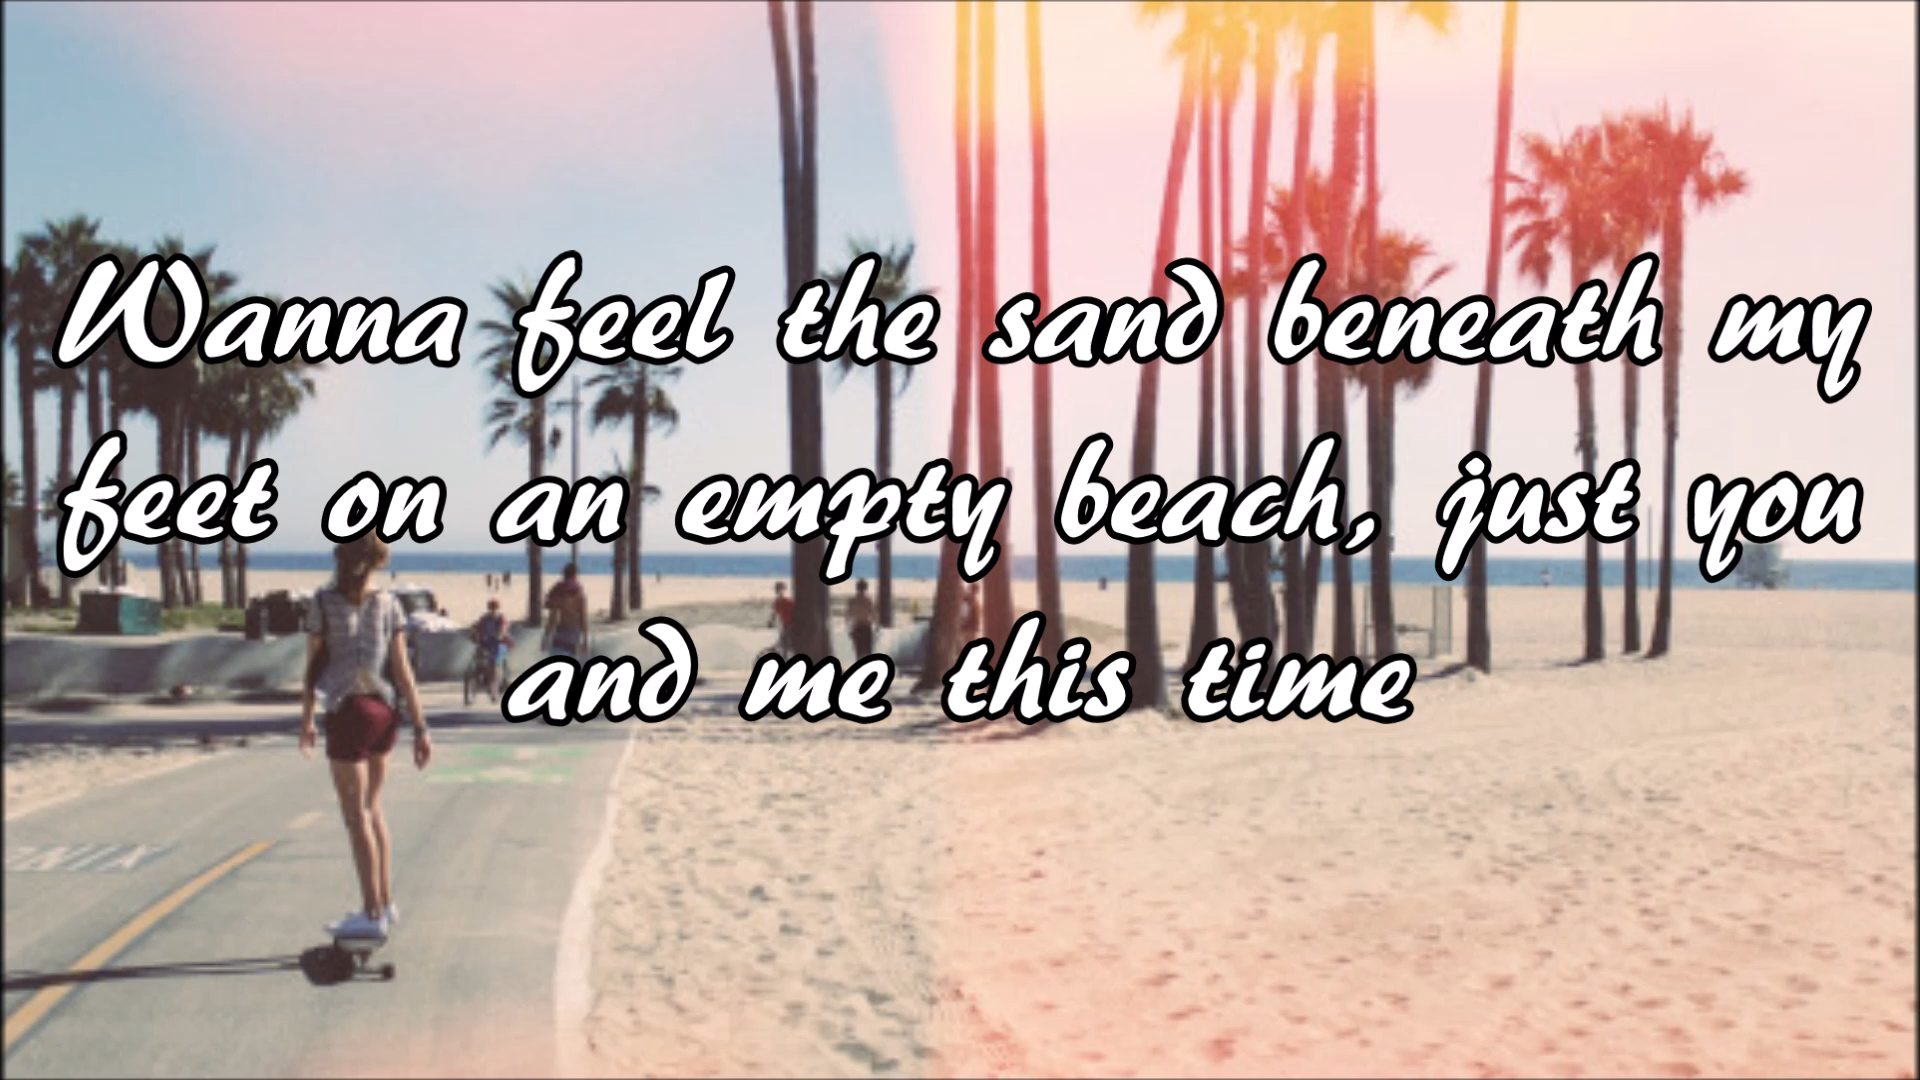 Wanna feel the sand beneath my
feet on an empty beach, just you
and me this time